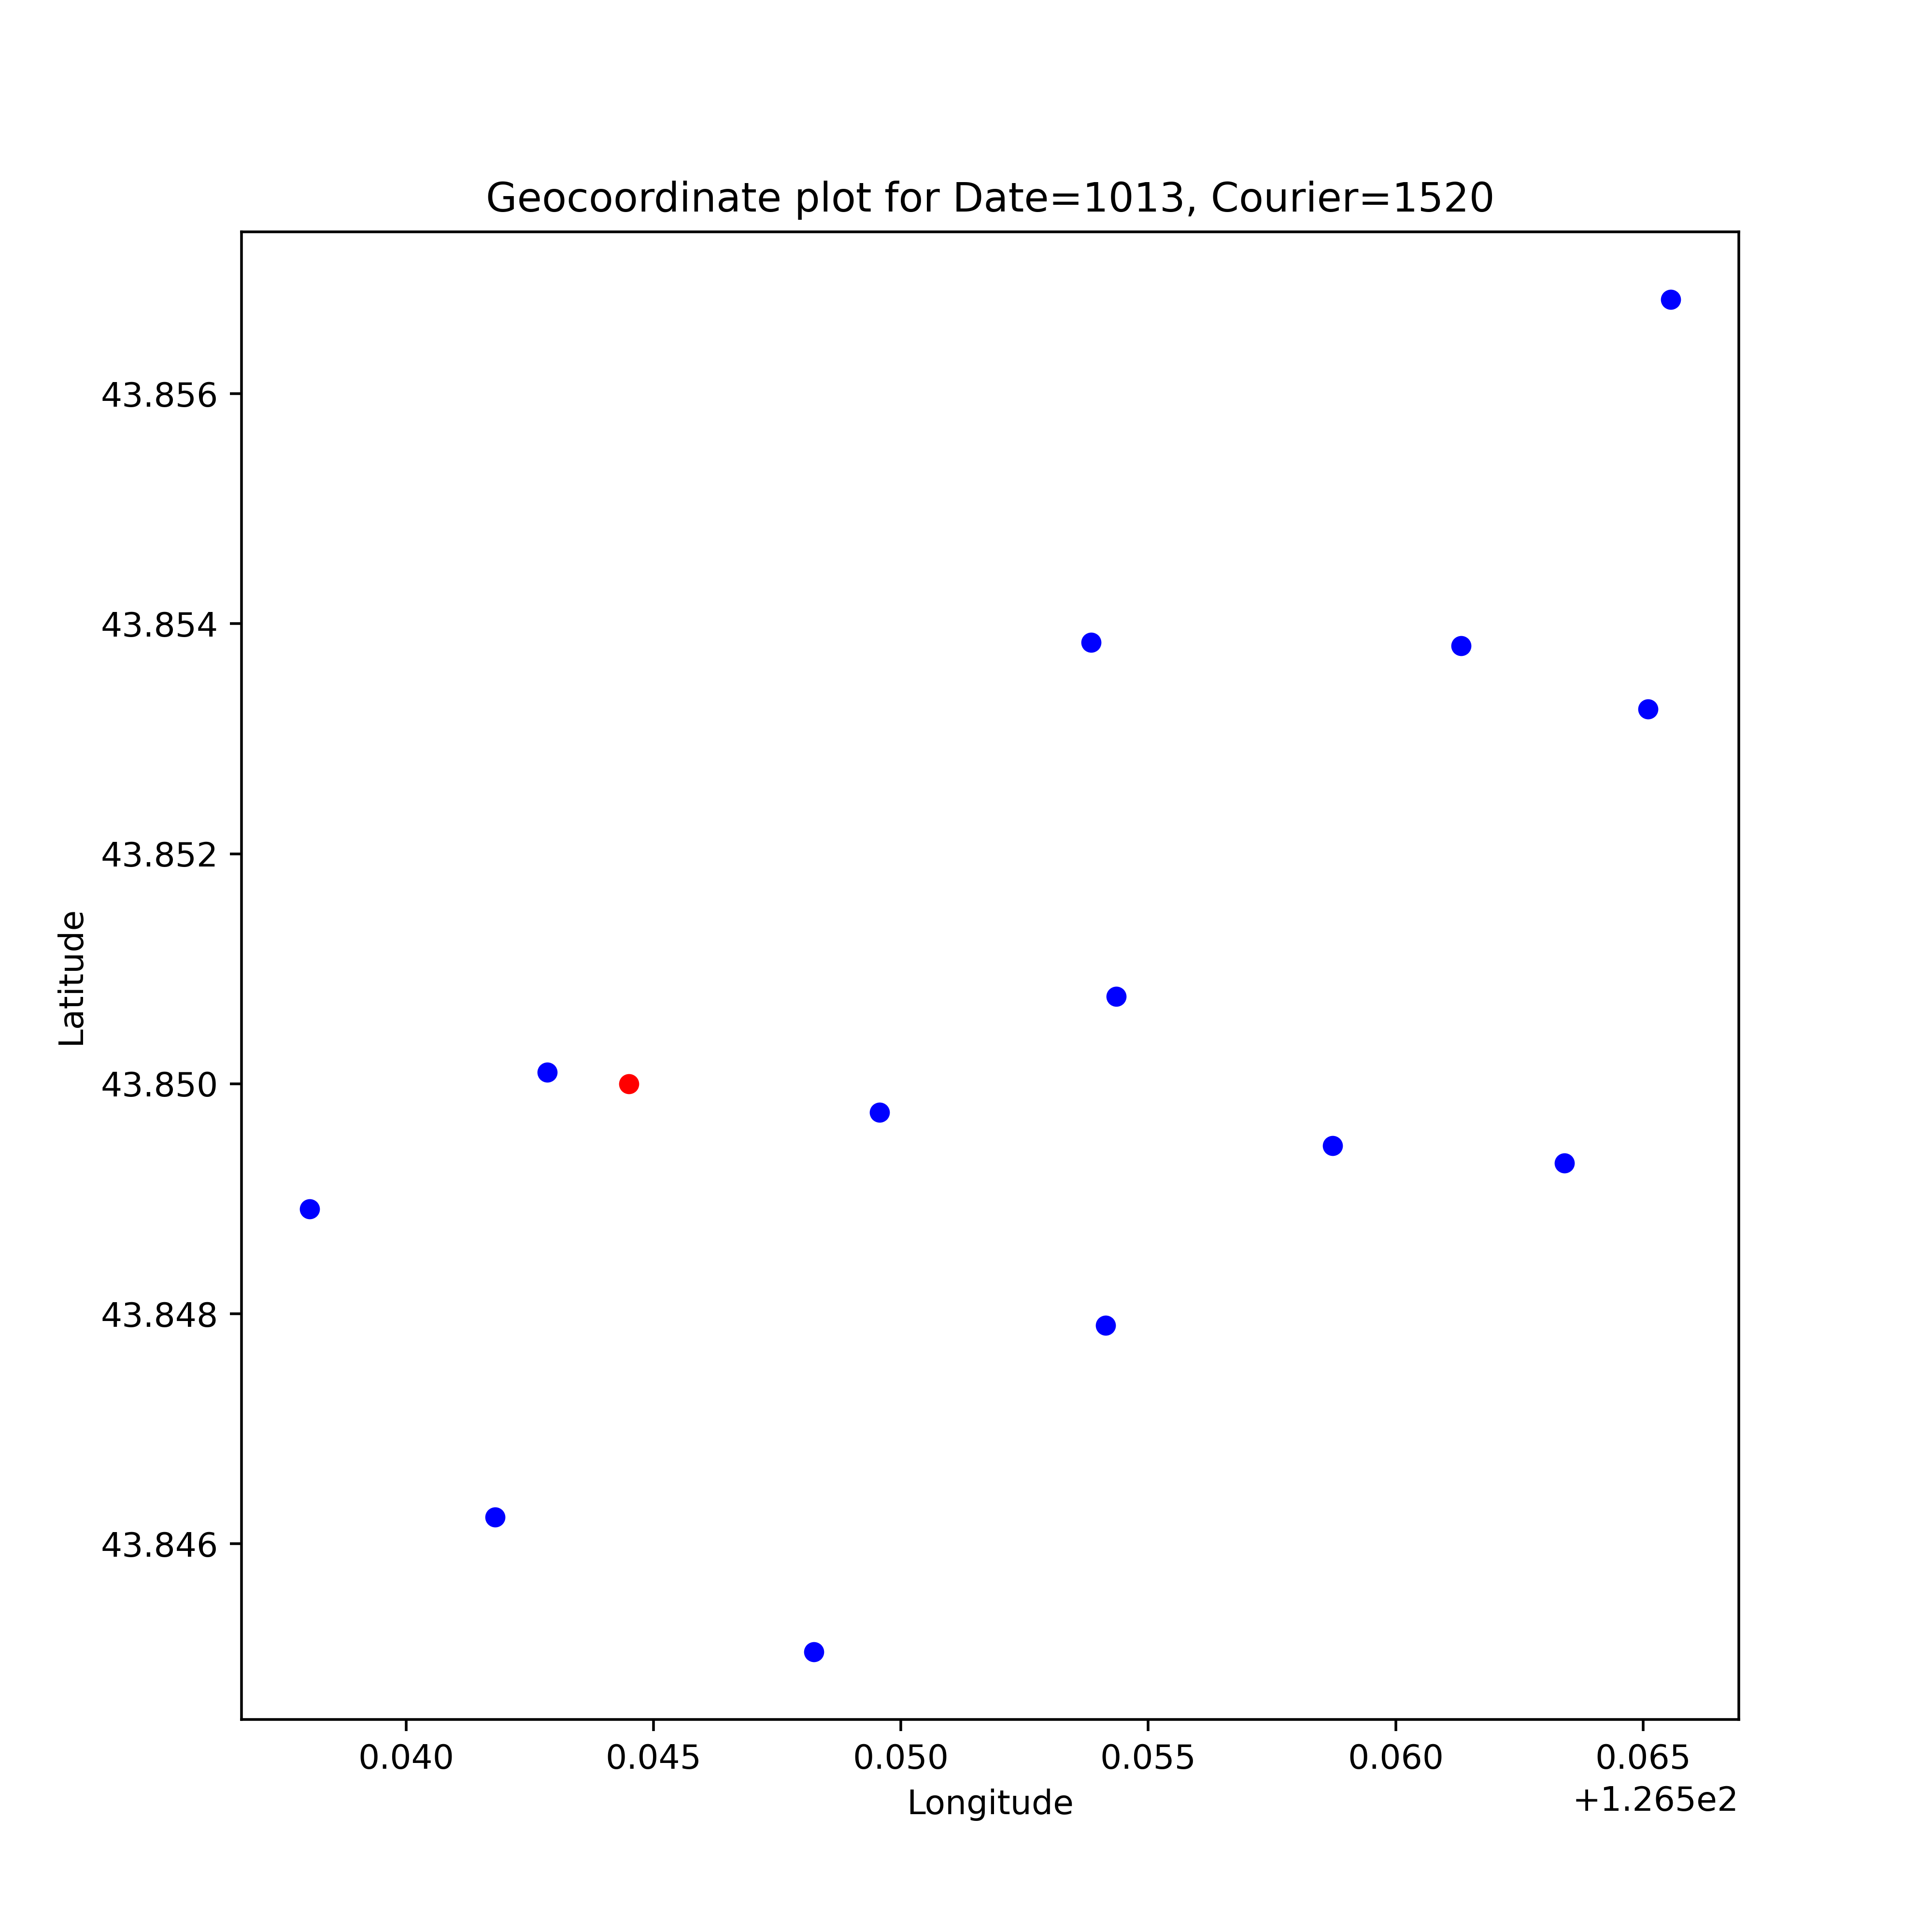 Geocoordinate plot for Date=1013, Courier=1520
43.856
43.854
43.852
43.850
43.848
43.846
Latitude
0.040 0.045 0.050 0.055 0.060 0.065
Longitude
+1.265e2